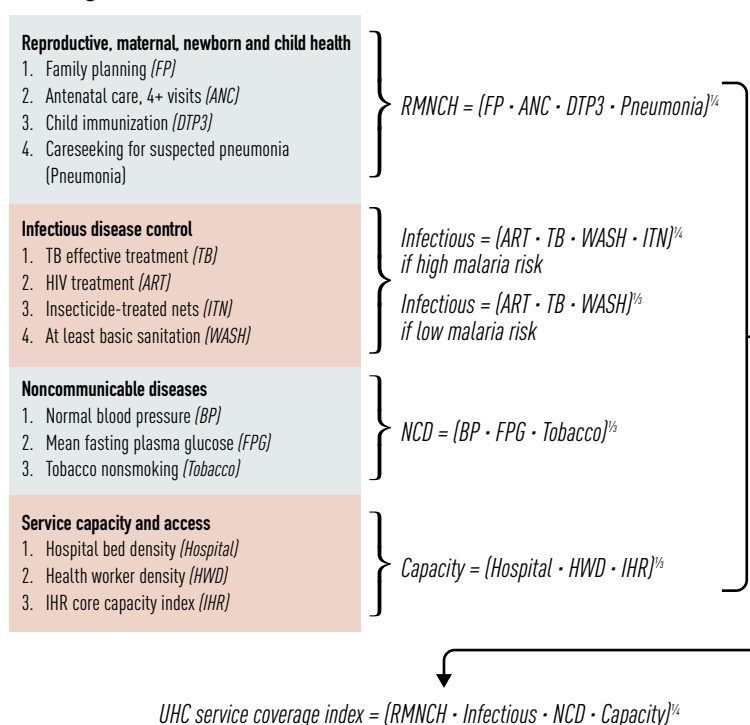 Reproductive, maternal, newborn and child health
1. Family planning (FP)
2. Antenatal care, 4+ visits (ANC)
3. Child immunization (DTP3)
4. Careseeking for suspected pneumonia
(Pneumonia)
RMNCH = (FP • ANC • DTP3 • Pneumonia)¼
Infectious disease control
1. TB effective treatment (TB)
2. HIV treatment (ART)
3. Insecticide-treated nets (ITN)
4. At least basic sanitation (WASH)
Infectious = (ART • TB • WASH • ITN)¼
if high malaria risk
Infectious = (ART • TB • WASH)⅓
if low malaria risk
Noncommunicable diseases
1. Normal blood pressure (BP)
2. Mean fasting plasma glucose (FPG)
3. Tobacco nonsmoking (Tobacco)
NCD = (BP • FPG • Tobacco)⅓
Service capacity and access
1. Hospital bed density (Hospital)
2. Health worker density (HWD)
3. IHR core capacity index (IHR)
Capacity = (Hospital • HWD • IHR)⅓
UHC service coverage index = (RMNCH • Infectious • NCD • Capacity)¼